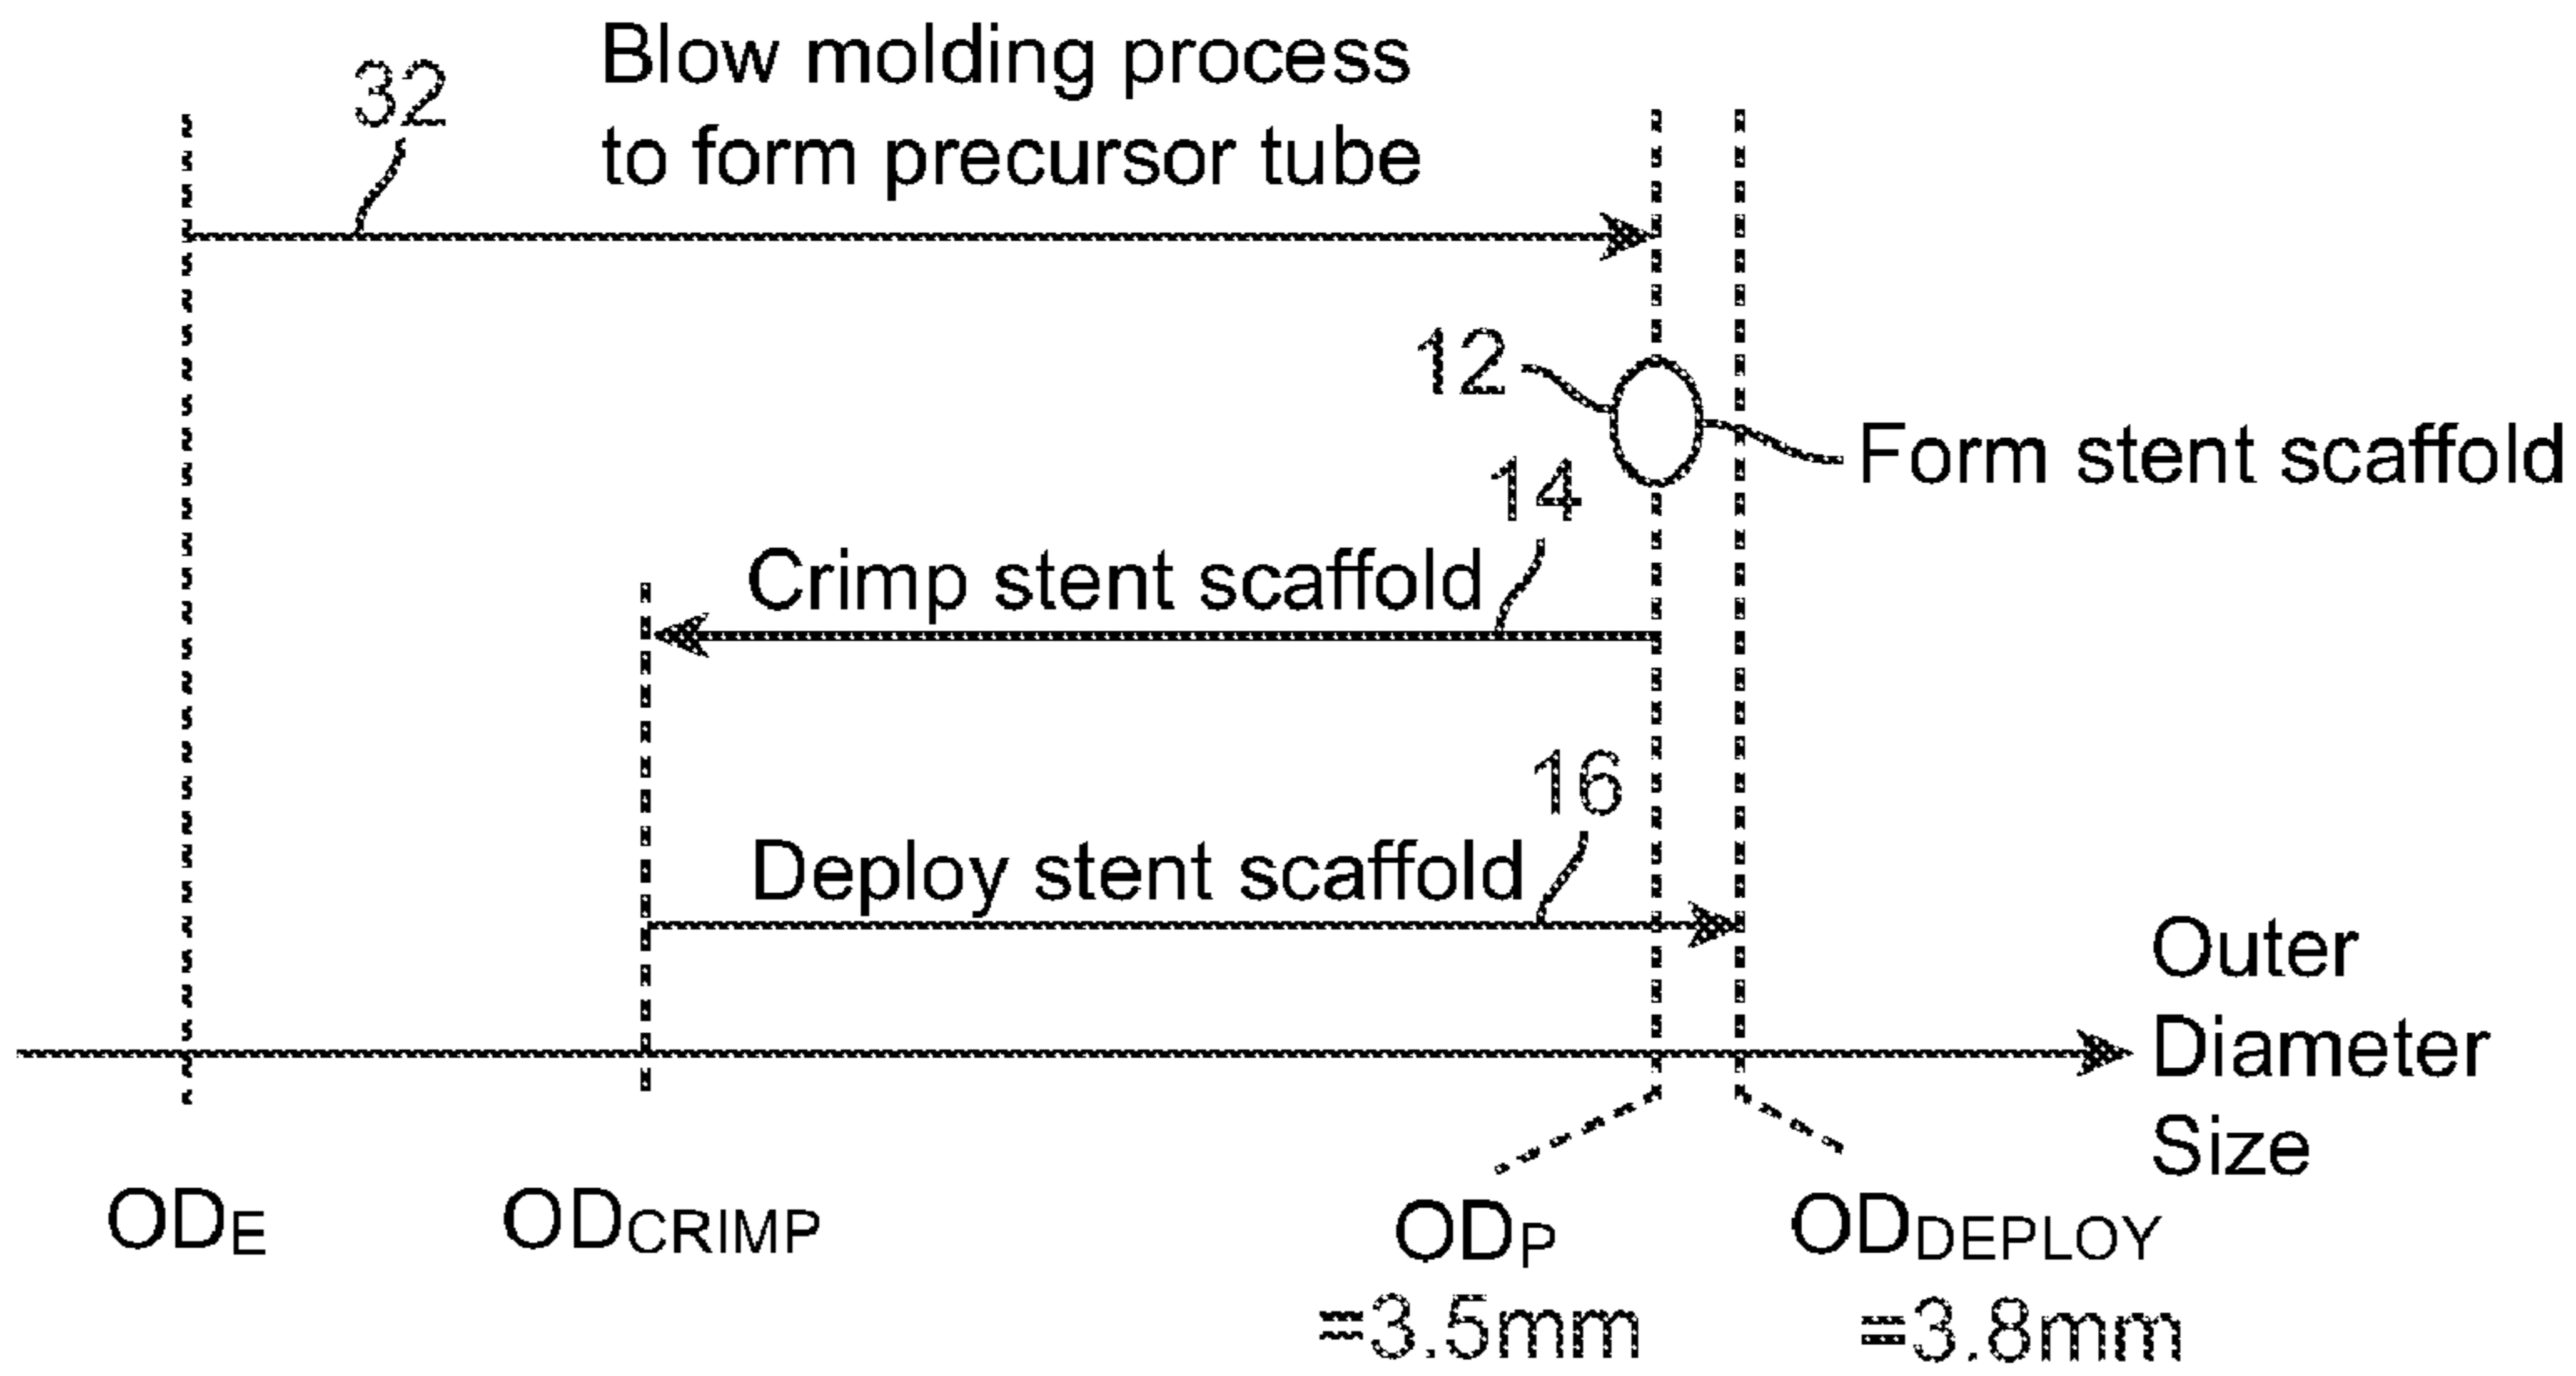 32
Blow molding process
to form precursor tube
12
Form stent scaffold
14
Crimp stent scaffold
16
Deploy stent scaffold
Outer
Diameter
Size
ODE
ODCRIMP
ODP
=3.5mm
ODDEPLOY
=3.8mm